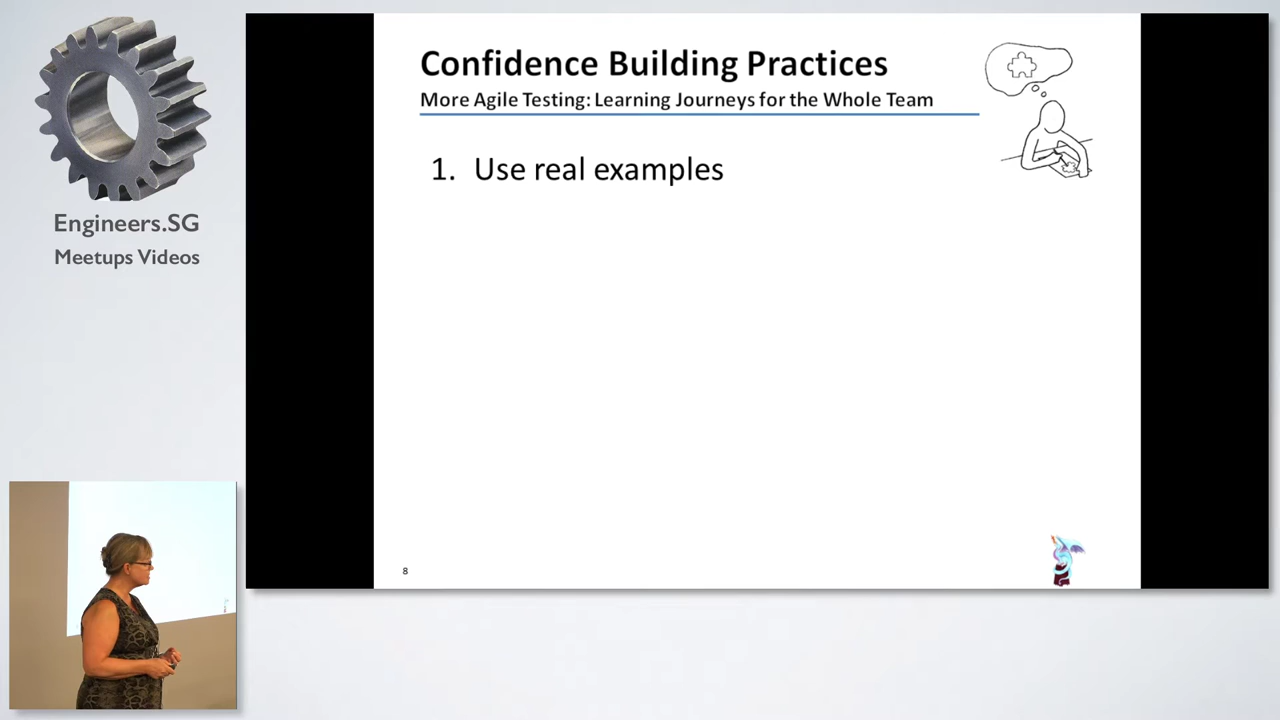 Confidence Building Practices
More Agile Testing: Learning Journeys for the Whole Team
1. Use real examples
Engineers.SG
Meetups Videos
8